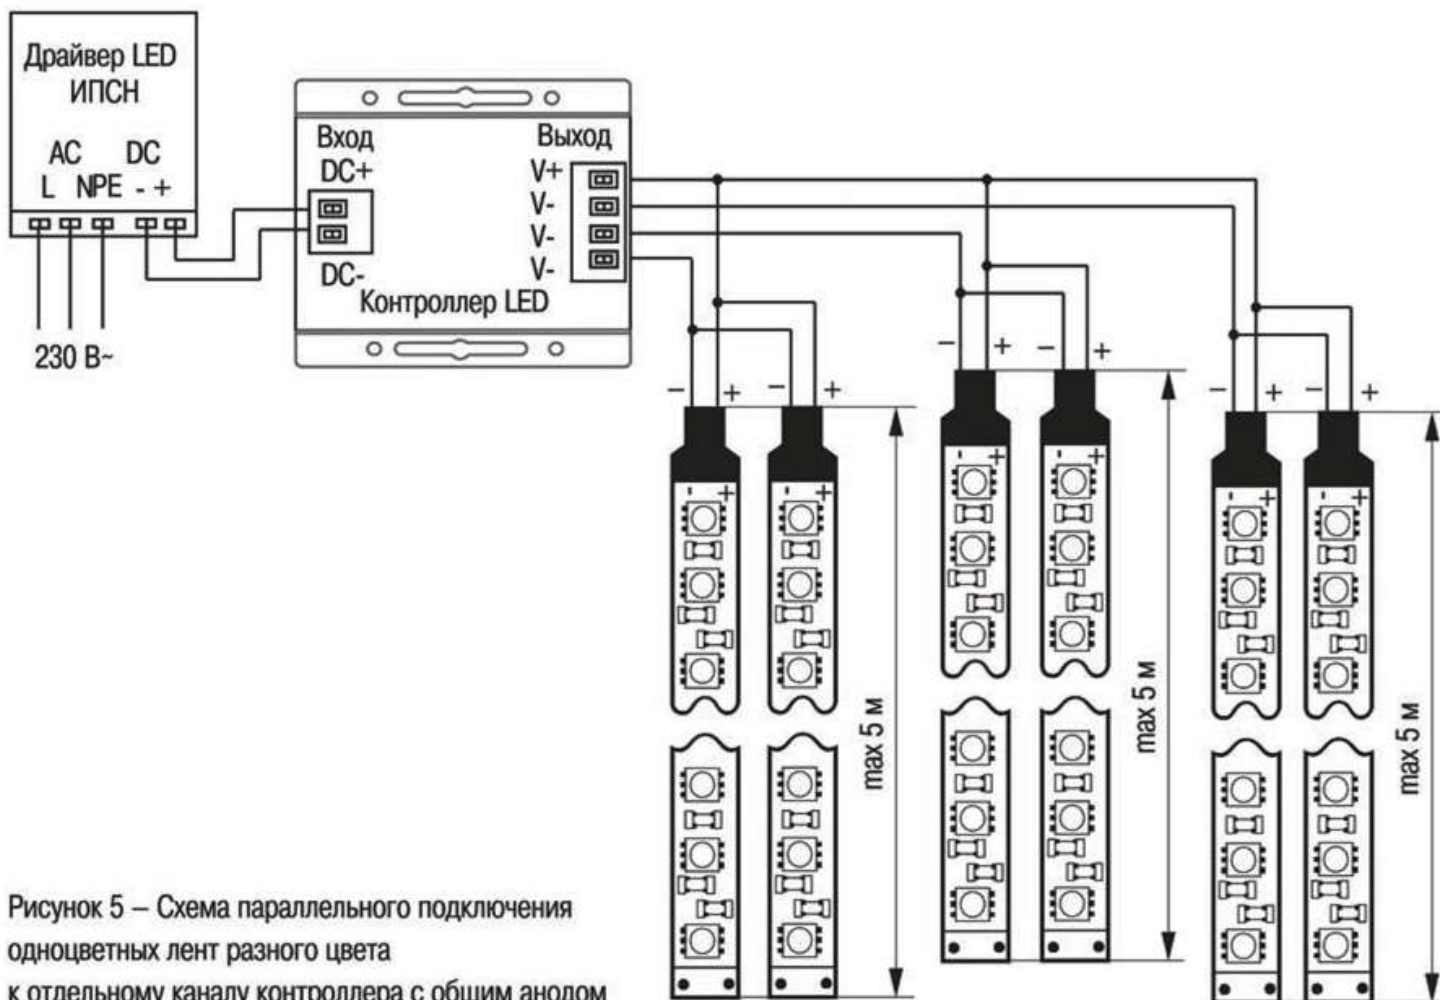 Драйвер LED
ИПСН
AC DC
L NPE - +
230 В~
Вход
DC+
DC-
Выход
V+
V-
V-
V-
Контроллер LED
- + - +
- + - +
- + - +
- + - +
- + - +
- + - +
max 5 м
max 5 м
max 5 м
Рисунок 5 – Схема параллельного подключения
одноцветных лент разного цвета
к отдельному каналу контроллера с общим анодом